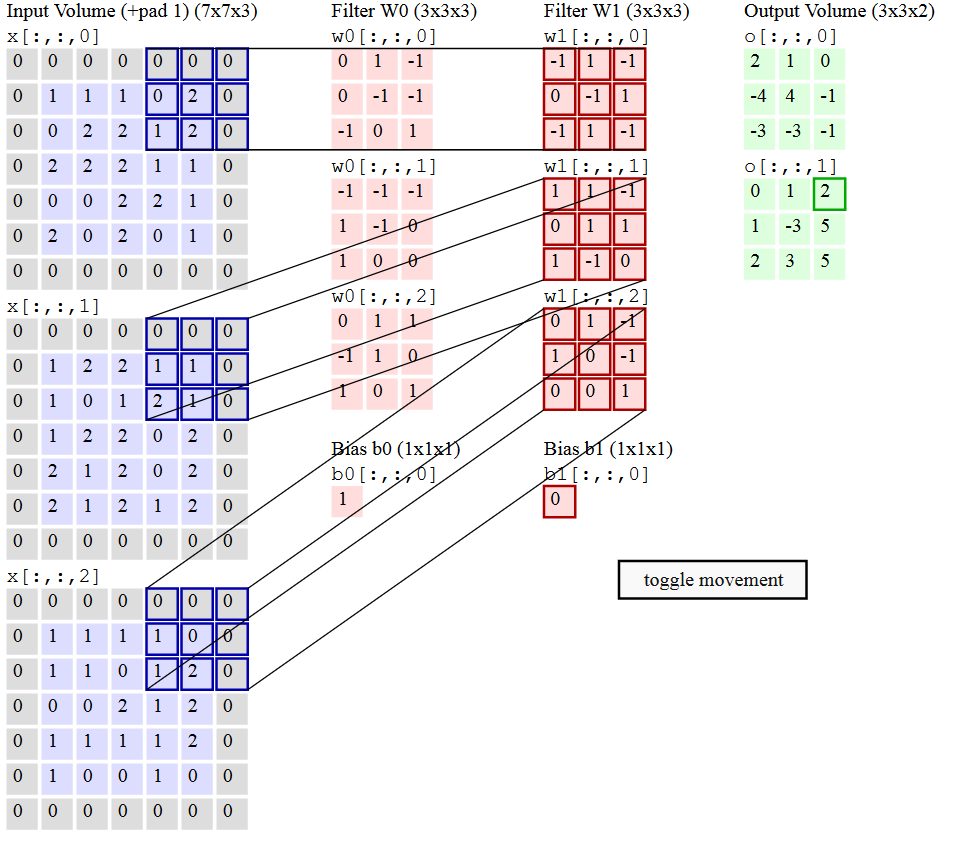 Input Volume (+pad 1) (7x7x3)
x[:,:,0]
0 0 0 0 0 0 0
0 1 1 1 0 2 0
0 0 2 2 1 2 0
0 2 2 2 1 1 0
0 0 0 2 2 1 0
0 2 0 2 0 1 0
0 0 0 0 0 0 0
x[:,:,1]
0 0 0 0 0 0 0
0 1 2 2 1 1 0
0 1 0 1 2 1 0
0 1 2 2 0 2 0
0 2 1 2 0 2 0
0 2 1 2 1 2 0
0 0 0 0 0 0 0
x[:,:,2]
0 0 0 0 0 0 0
0 1 1 1 1 0 0
0 1 1 0 1 2 0
0 0 0 2 1 2 0
0 1 1 1 1 2 0
0 1 0 0 1 0 0
0 0 0 0 0 0 0
Filter W0 (3x3x3)
w0[:,:,0]
0 1 -1
0 -1 -1
-1 0 1
w0[:,:,1]
-1 -1 -1
1 -1 0
1 0 0
w0[:,:,2]
0 1 1
-1 1 0
1 0 1
Bias b0 (1x1x1)
b0[:,:,0]
1
Filter W1 (3x3x3)
w1[:,:,0]
-1 1 -1
0 -1 1
-1 1 -1
w1[:,:,1]
1 1 -1
0 1 1
1 -1 0
w1[:,:,2]
0 1 -1
1 0 -1
0 0 1
Bias b1 (1x1x1)
b1[:,:,0]
0
Output Volume (3x3x2)
o[:,:,0]
2 1 0
-4 4 -1
-3 -3 -1
o[:,:,1]
0 1 2
1 -3 5
2 3 5
toggle movement